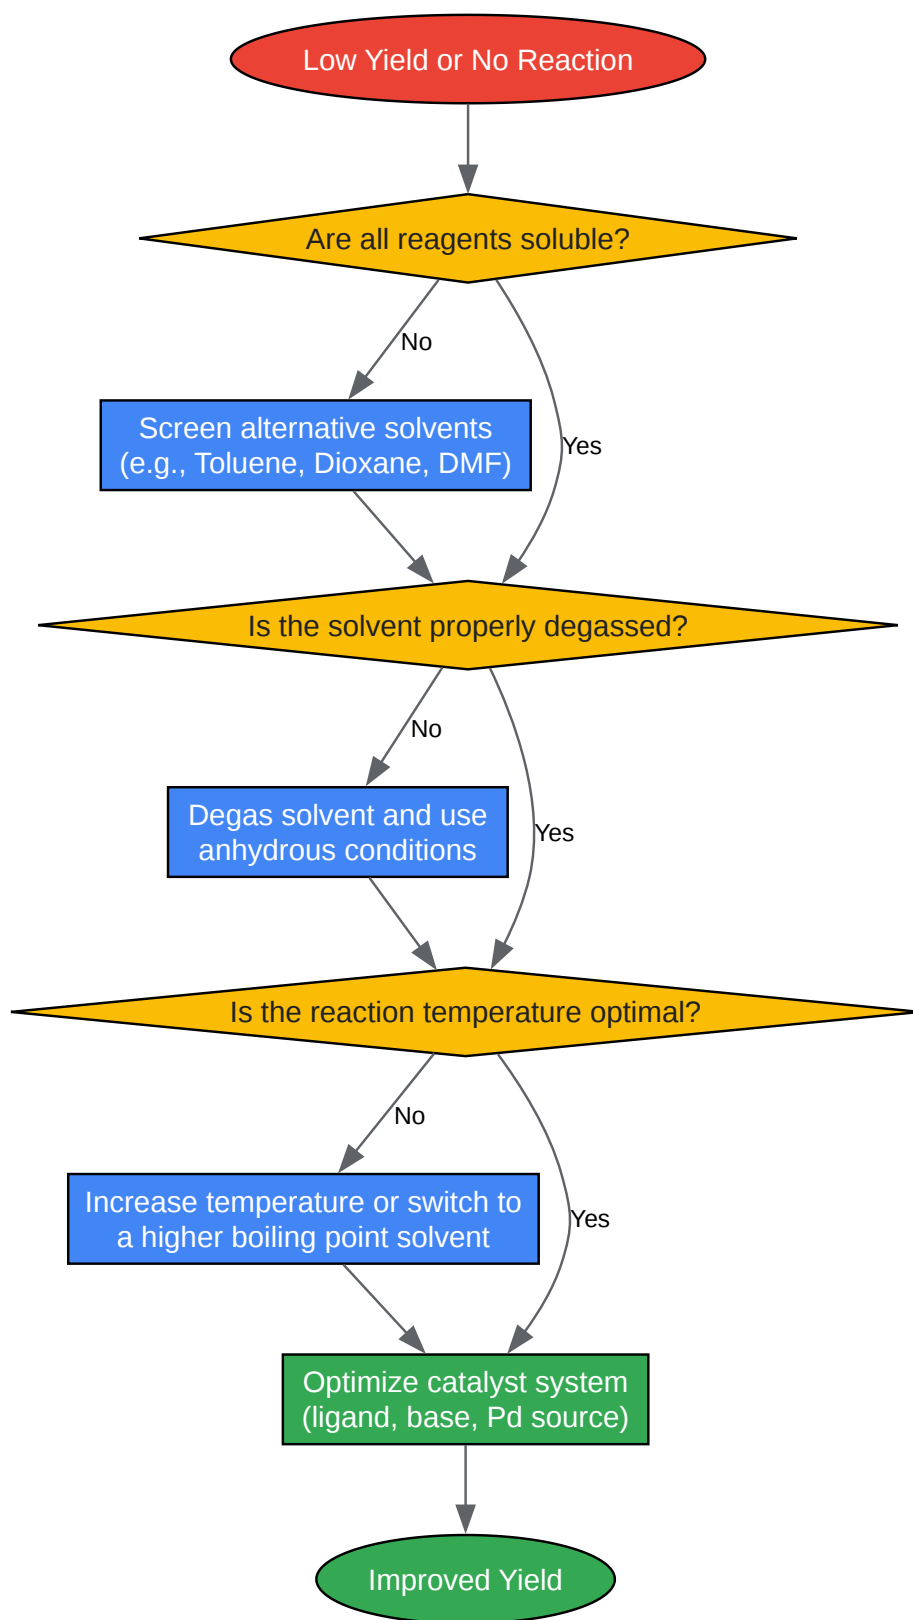 Low Yield or No Reaction
Are all reagents soluble?
No
Yes
Screen alternative solvents
(e.g., Toluene, Dioxane, DMF)
Is the solvent properly degassed?
No
Yes
Degas solvent and use
anhydrous conditions
Is the reaction temperature optimal?
No
Yes
Increase temperature or switch to
a higher boiling point solvent
Optimize catalyst system
(ligand, base, Pd source)
Improved Yield